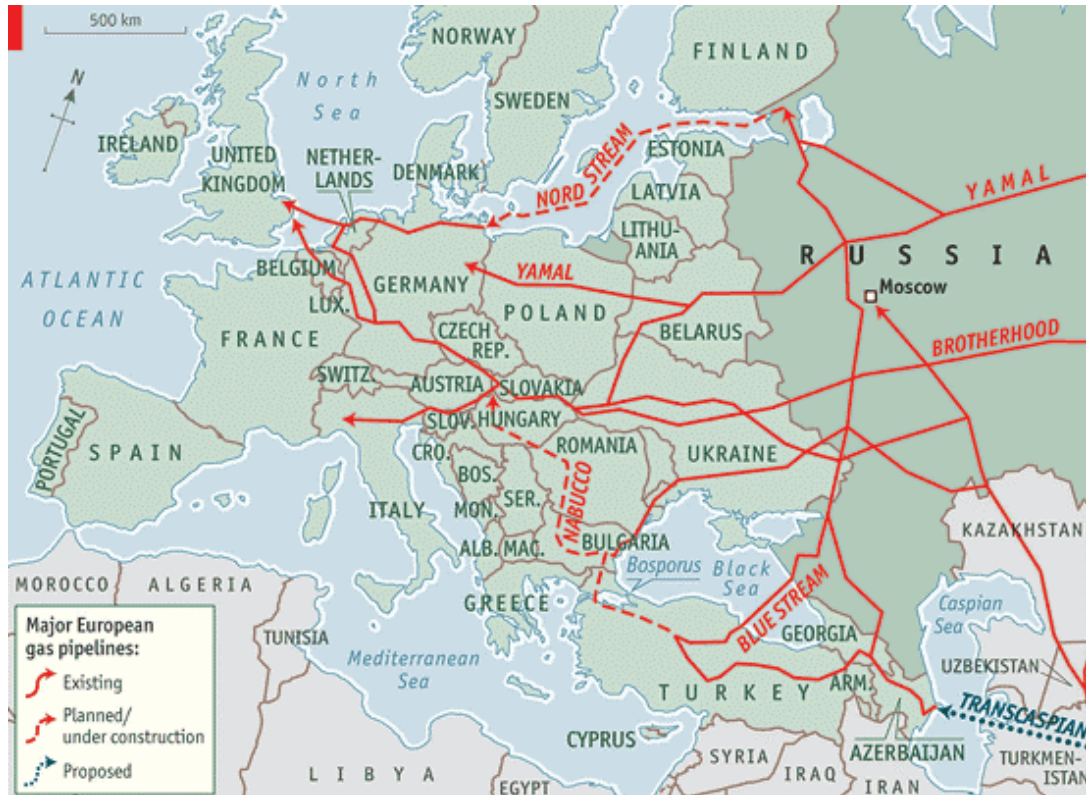 500 km
N
NORWAY
FINLAND
North
Sea
SWEDEN
IRELAND
UNITED
KINGDOM
NETHER-
LANDS
DENMARK
NORD STREAM
ESTONIA
LATVIA
LITHU-
ANIA
YAMAL
RUSSIA
Moscow
ATLANTIC
OCEAN
BELGIUM
LUX.
GERMANY
YAMAL
POLAND
BELARUS
BROTHERHOOD
FRANCE
CZECH
REP.
SWITZ.
AUSTRIA
SLOVAKIA
SLOV.
HUNGARY
ROMANIA
UKRAINE
PORTUGAL
SPAIN
CRO.
BOS.
SER.
MON.
ITALY
NABUCCO
ALB.
MAC.
BULGARIA
Bosporus
Black
Sea
KAZAKHSTAN
MOROCCO
ALGERIA
GREECE
BLUE STREAM
GEORGIA
Caspian
Sea
TUNISIA
Mediterranean
Sea
TURKEY
ARM.
UZBEKISTAN
TRANSCASPIAN
AZERBAIJAN
TURKMEN-
ISTAN
CYPRUS
SYRIA
IRAQ
IRAN
LIBYA
EGYPT
Major European
gas pipelines:
Existing
Planned/
under construction
Proposed